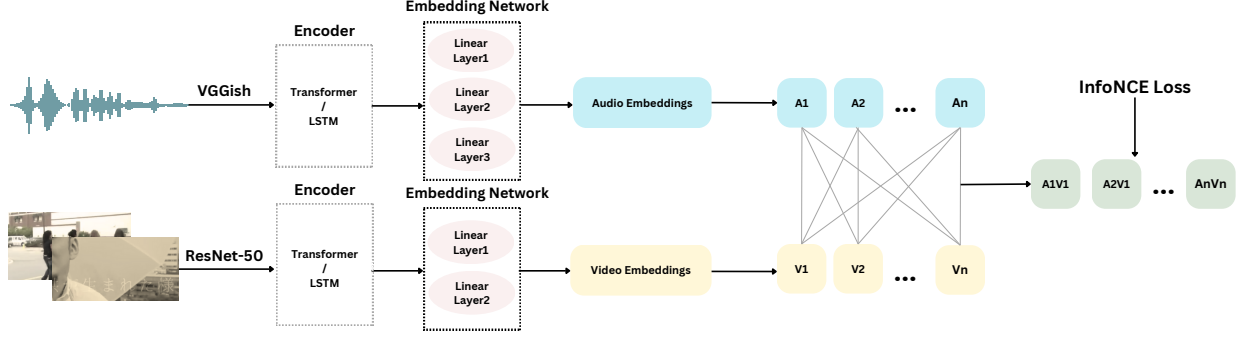 Embedding Network
Encoder
Linear
Layer1
VGGish
Transformer
/
LSTM
Linear
Layer2
Linear
Layer3
Audio Embeddings
A1
A2
...
An
InfoNCE Loss
A1V1
A2V1
...
AnVn
Encoder
Embedding Network
ResNet-50
Transformer
/
LSTM
Linear
Layer1
Linear
Layer2
Video Embeddings
V1
V2
...
Vn